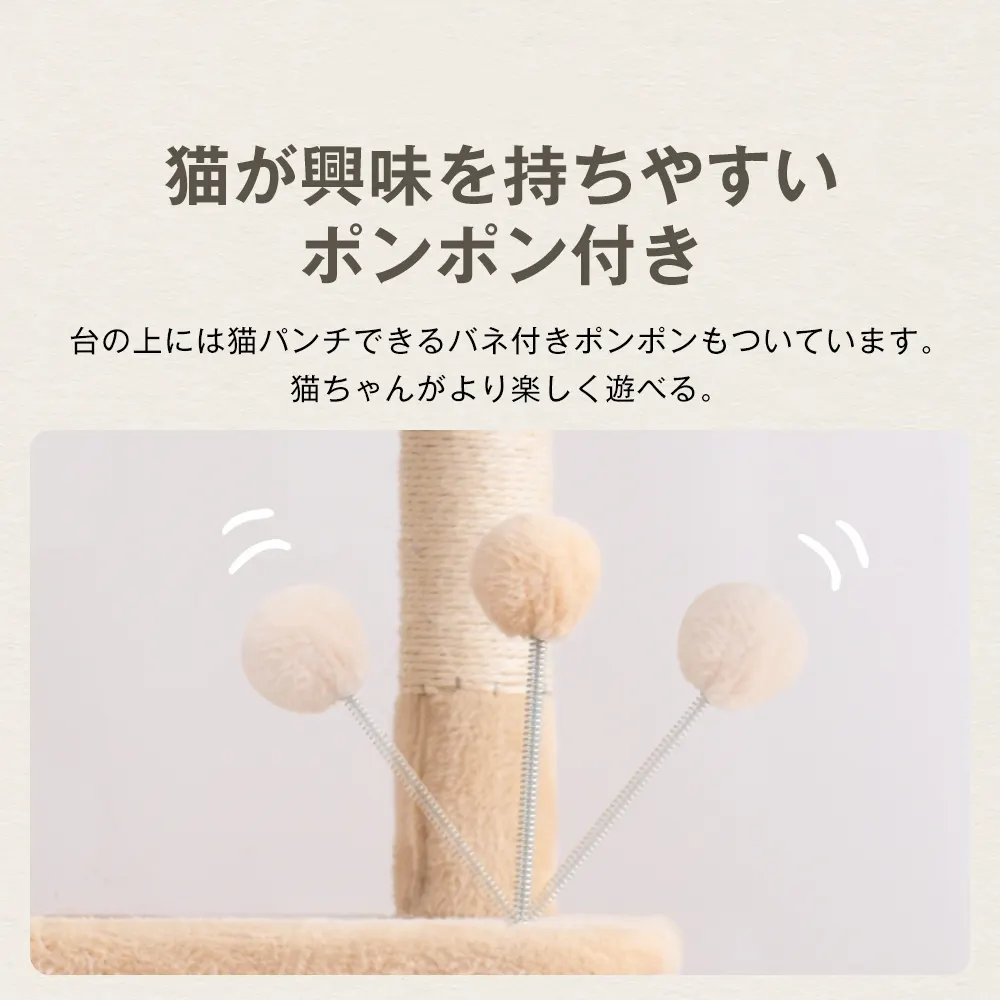 猫が興味を持ちやすい
ポンポン付き
台の上には猫パンチできるバネ付きポンポンもついています。
猫ちゃんがより楽しく遊べる。